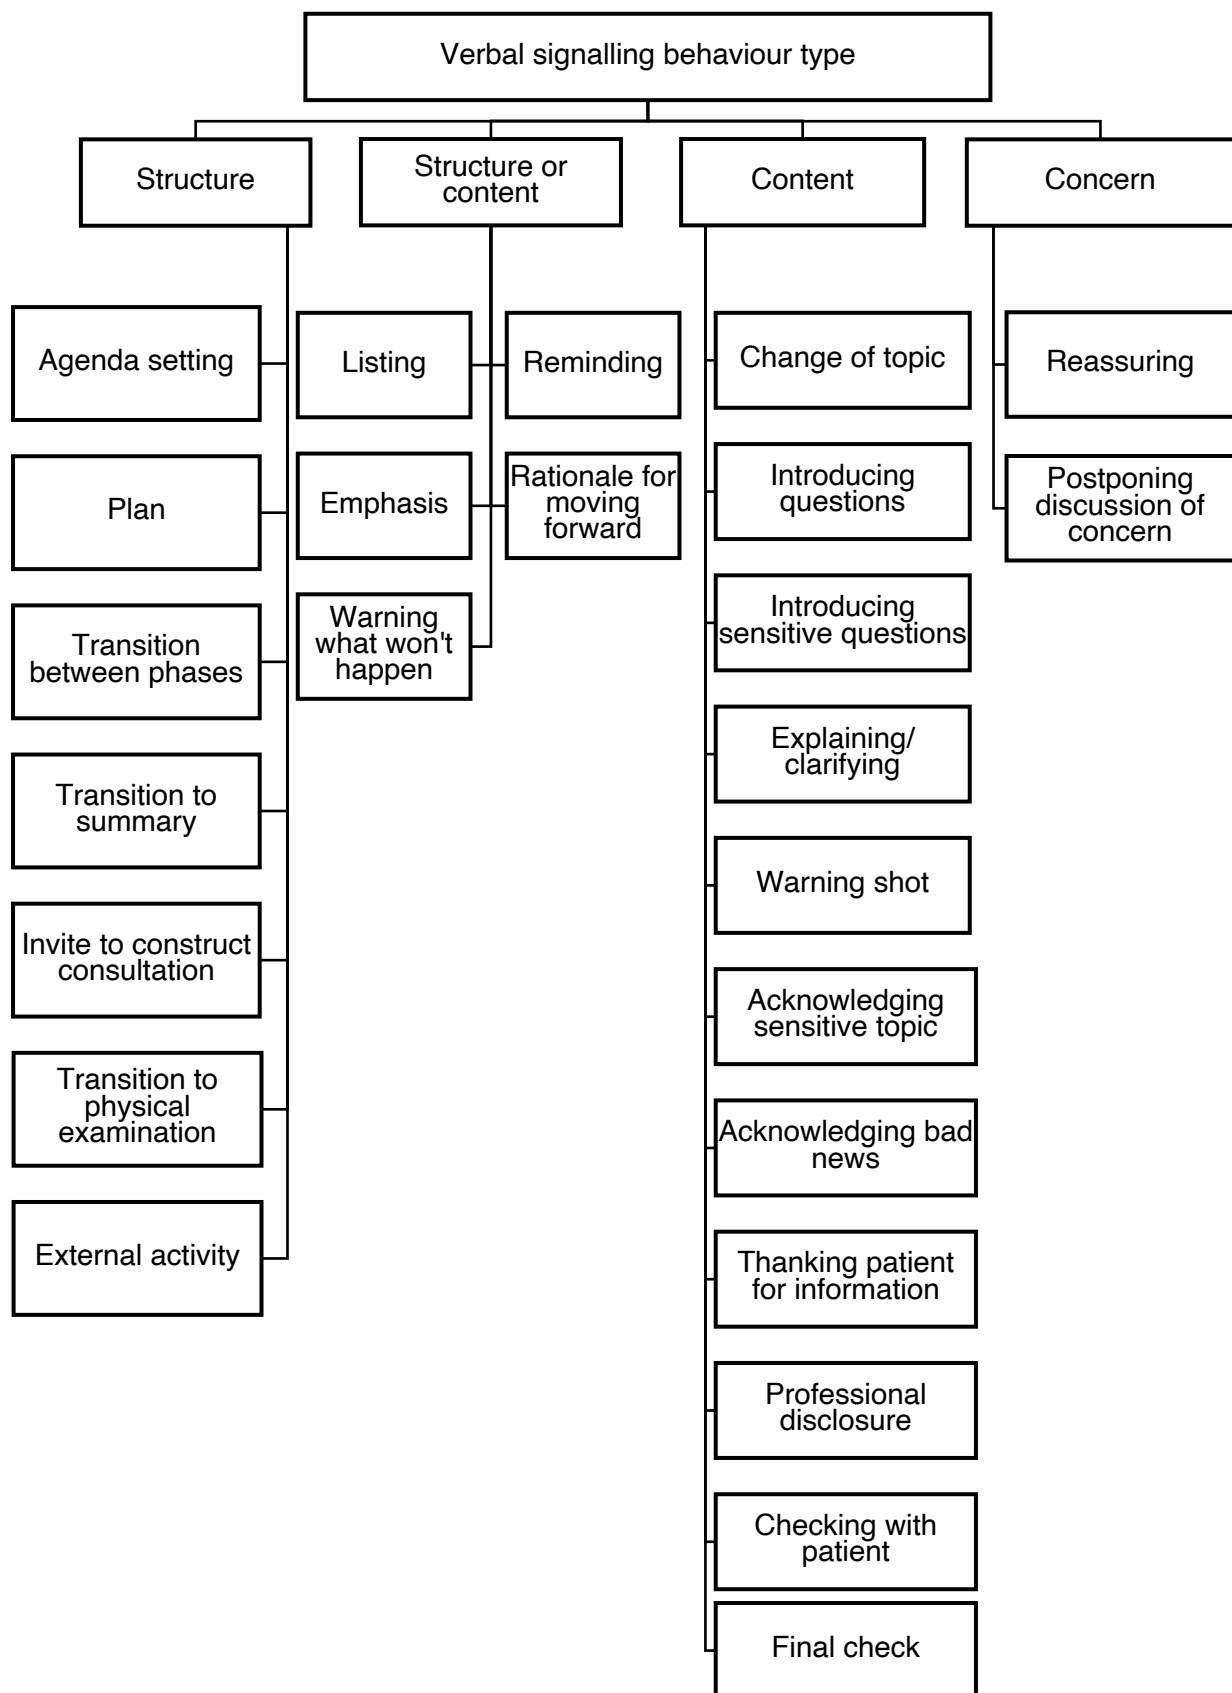 Verbal signalling behaviour type
Structure
Structure or
content
Content
Concern
Agenda setting
Plan
Transition
between phases
Transition to
summary
Invite to construct
consultation
Transition to
physical
examination
External activity
Listing
Reminding
Emphasis
Rationale for
moving
forward
Warning
what won't
happen
Change of topic
Introducing
questions
Introducing
sensitive questions
Explaining/
clarifying
Warning shot
Acknowledging
sensitive topic
Acknowledging bad
news
Thanking patient
for information
Professional
disclosure
Checking with
patient
Final check
Reassuring
Postponing
discussion of
concern